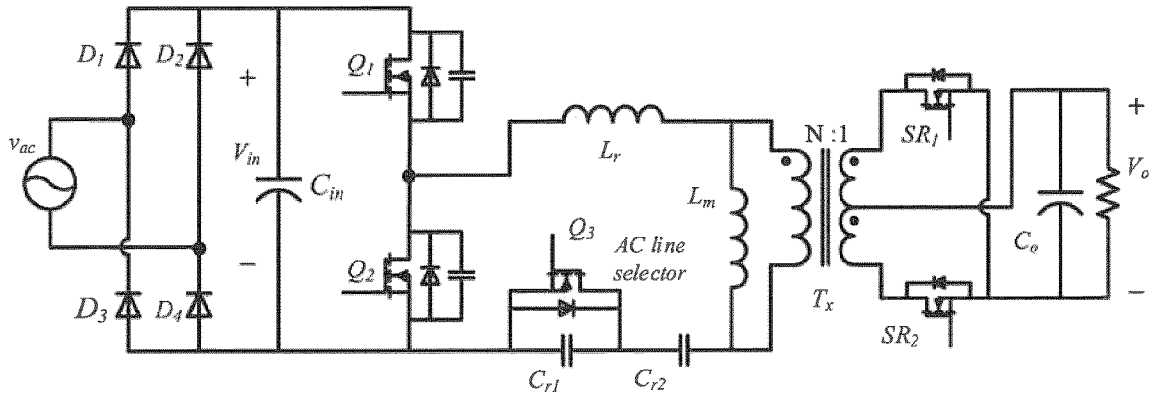 D1
D2
+
Q1
vac
Vin
Cin
−
D3
D4
Q2
Lr
Q3
AC line
selector
Lm
Cr1
Cr2
N :1
Tx
SR1
SR2
Co
+
Vo
−